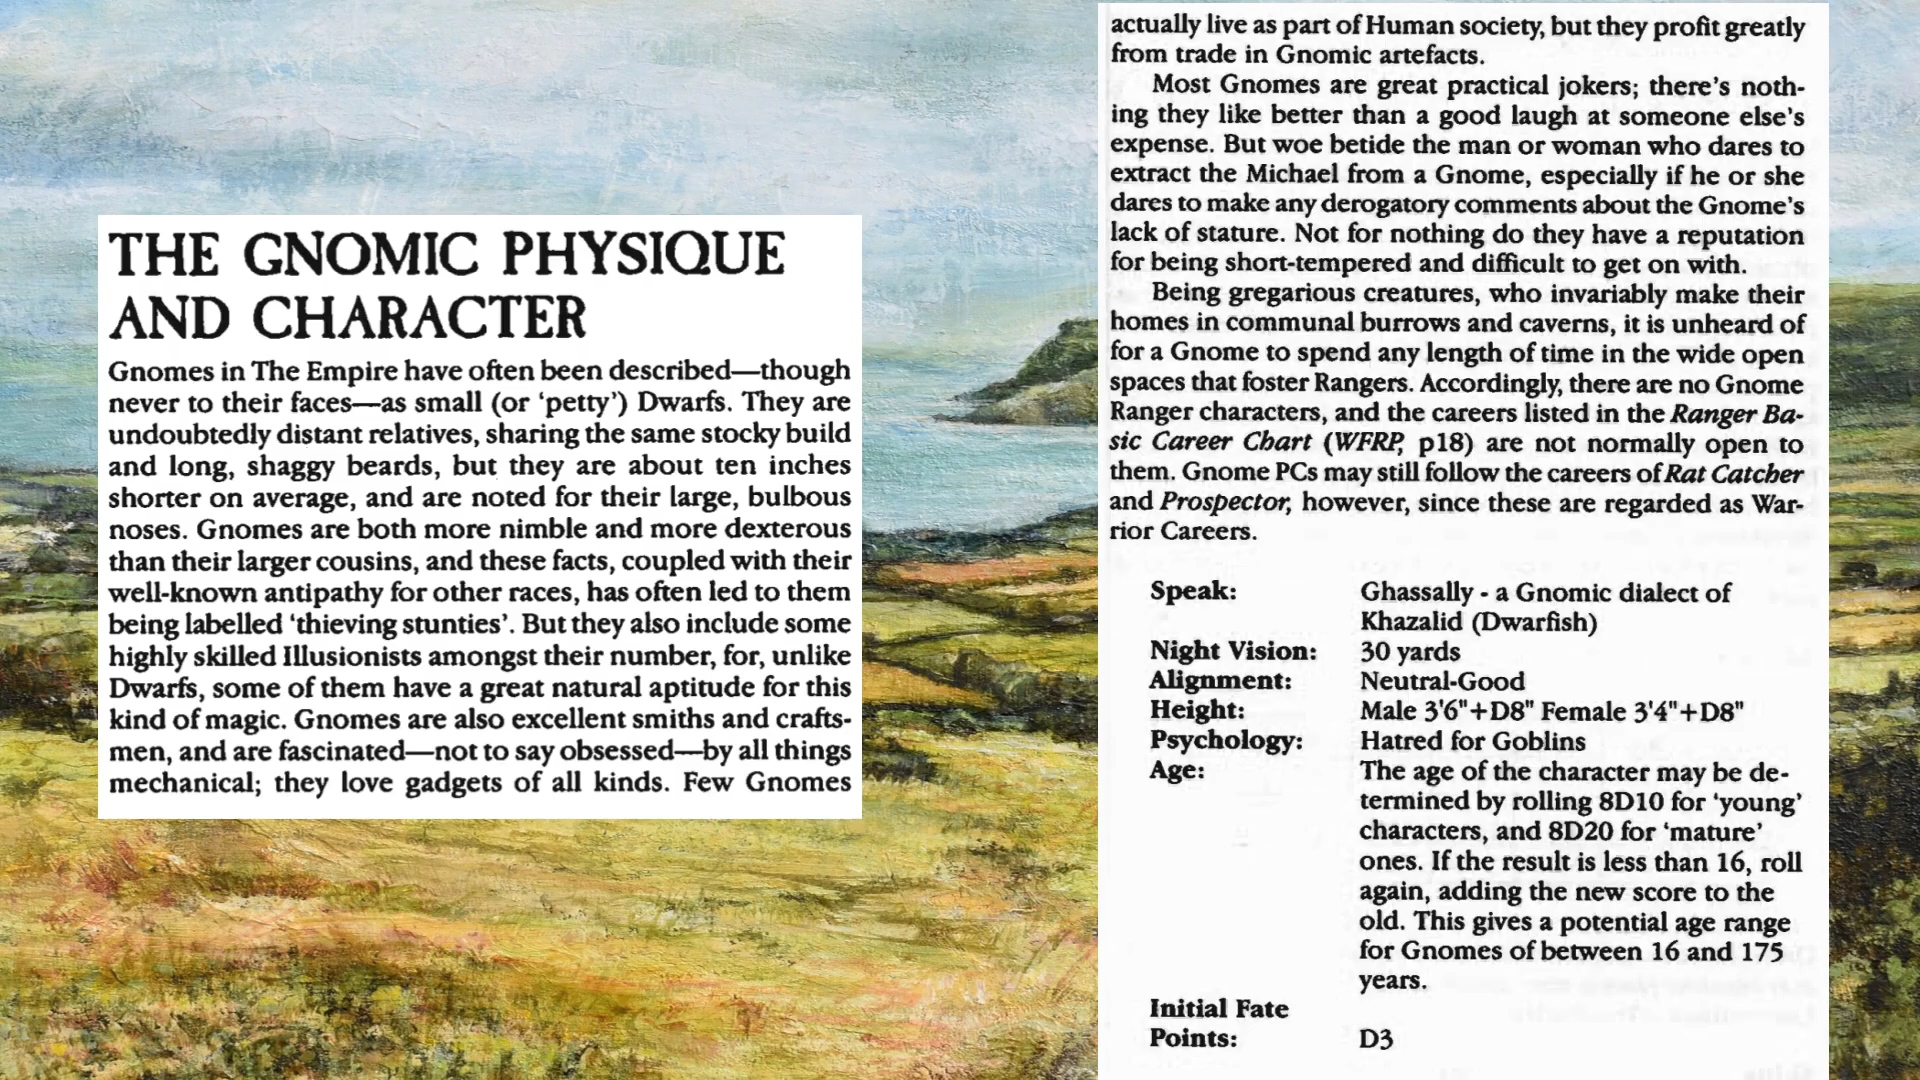 THE GNOMIC PHYSIQUE
AND CHARACTER
Gnomes in The Empire have often been described—though
never to their faces—as small (or ‘petty’) Dwarfs. They are
undoubtedly distant relatives, sharing the same stocky build
and long, shaggy beards, but they are about ten inches
shorter on average, and are noted for their large, bulbous
noses. Gnomes are both more nimble and more dexterous
than their larger cousins, and these facts, coupled with their
well-known antipathy for other races, has often led to them
being labelled ‘thieving stunties’. But they also include some
highly skilled Illusionists amongst their number, for, unlike
Dwarfs, some of them have a great natural aptitude for this
kind of magic. Gnomes are also excellent smiths and crafts-
men, and are fascinated—not to say obsessed—by all things
mechanical; they love gadgets of all kinds. Few Gnomes
actually live as part of Human society, but they profit greatly
from trade in Gnomic artefacts.
Most Gnomes are great practical jokers; there’s noth-
ing they like better than a good laugh at someone else’s
expense. But woe betide the man or woman who dares to
extract the Michael from a Gnome, especially if he or she
dares to make any derogatory comments about the Gnome’s
lack of stature. Not for nothing do they have a reputation
for being short-tempered and difficult to get on with.
Being gregarious creatures, who invariably make their
homes in communal burrows and caverns, it is unheard of
for a Gnome to spend any length of time in the wide open
spaces that foster Rangers. Accordingly, there are no Gnome
Ranger characters, and the careers listed in the Ranger Ba-
sic Career Chart (WFRP, p18) are not normally open to
them. Gnome PCs may still follow the careers of Rat Catcher
and Prospector, however, since these are regarded as War-
rior Careers.
Speak: Ghassally - a Gnomic dialect of
Khazalid (Dwarfish)
Night Vision: 30 yards
Alignment: Neutral-Good
Height: Male 3'6"+D8" Female 3'4"+D8"
Psychology: Hatred for Goblins
Age: The age of the character may be de-
termined by rolling 8D10 for ‘young’
characters, and 8D20 for ‘mature’
ones. If the result is less than 16, roll
again, adding the new score to the
old. This gives a potential age range
for Gnomes of between 16 and 175
years.
Initial Fate
Points: D3